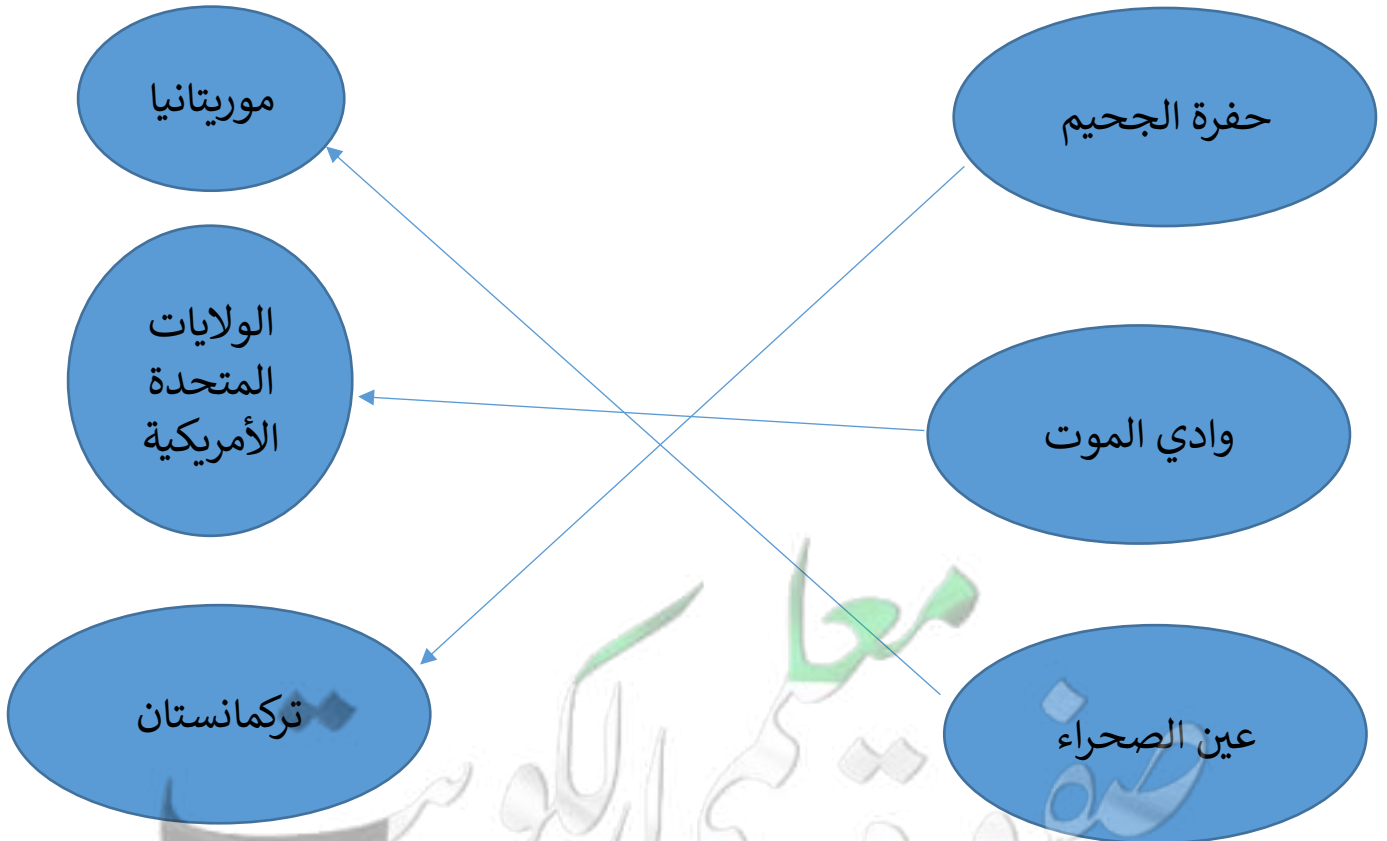 حفرة الجحيم
موريتانيا
وادي الموت
الولايات
المتحدة
الأمريكية
عين الصحراء
تركمانستان